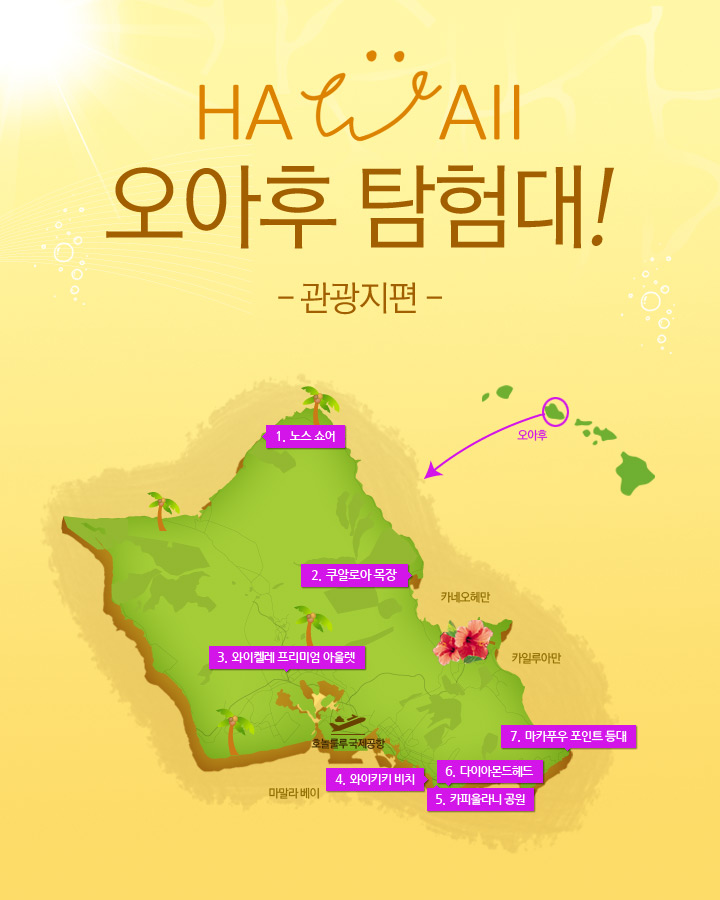 HAWAII
오아후 탐험대!
- 관광지편 -
오아후
1. 노스 쇼어
2. 쿠알로아 목장
카네오헤만
카일루아만
3. 와이켈레 프리미엄 아울렛
호놀룰루 국제공항
7. 마카푸우 포인트 등대
6. 다이아몬드헤드
4. 와이키키 비치
마말라 베이
5. 카피올라니 공원